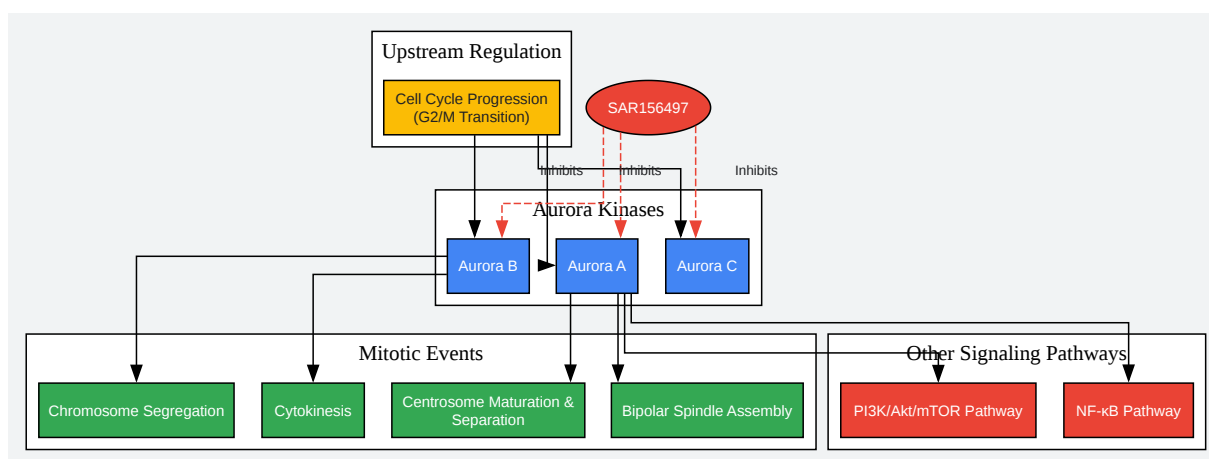 Upstream Regulation
Cell Cycle Progression
(G2/M Transition)
SAR156497
Inhibits
Inhibits
Inhibits
Aurora Kinases
Aurora B
Aurora A
Aurora C
Mitotic Events
Other Signaling Pathways
Chromosome Segregation
Cytokinesis
Centrosome Maturation &
Separation
Bipolar Spindle Assembly
PI3K/Akt/mTOR Pathway
NF-κB Pathway